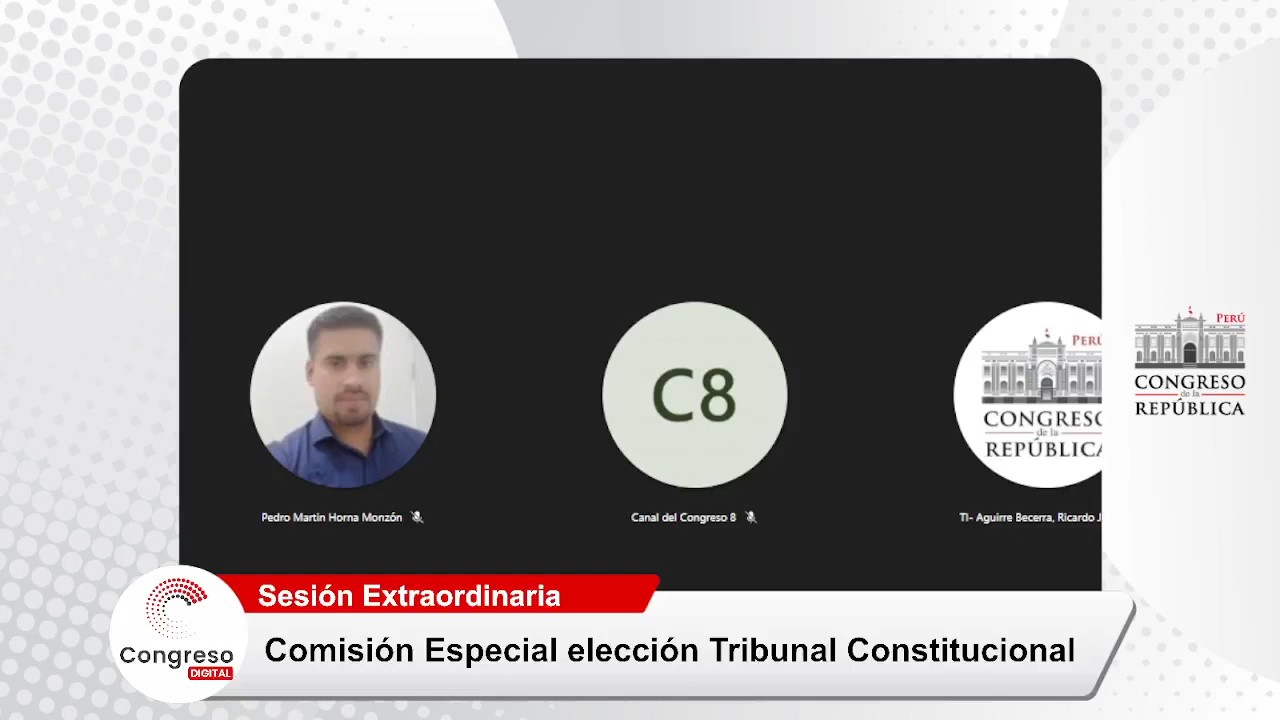 C8
PERÚ
CONGRESO
de la
REPÚBLICA
PERÚ
CONGRESO
de la
REPÚBLICA
Pedro Martin Horna Monzón
Canal del Congreso 8
TI- Aguirre Becerra, Ricardo J
Sesión Extraordinaria
Comisión Especial elección Tribunal Constitucional
Congreso
DIGITAL